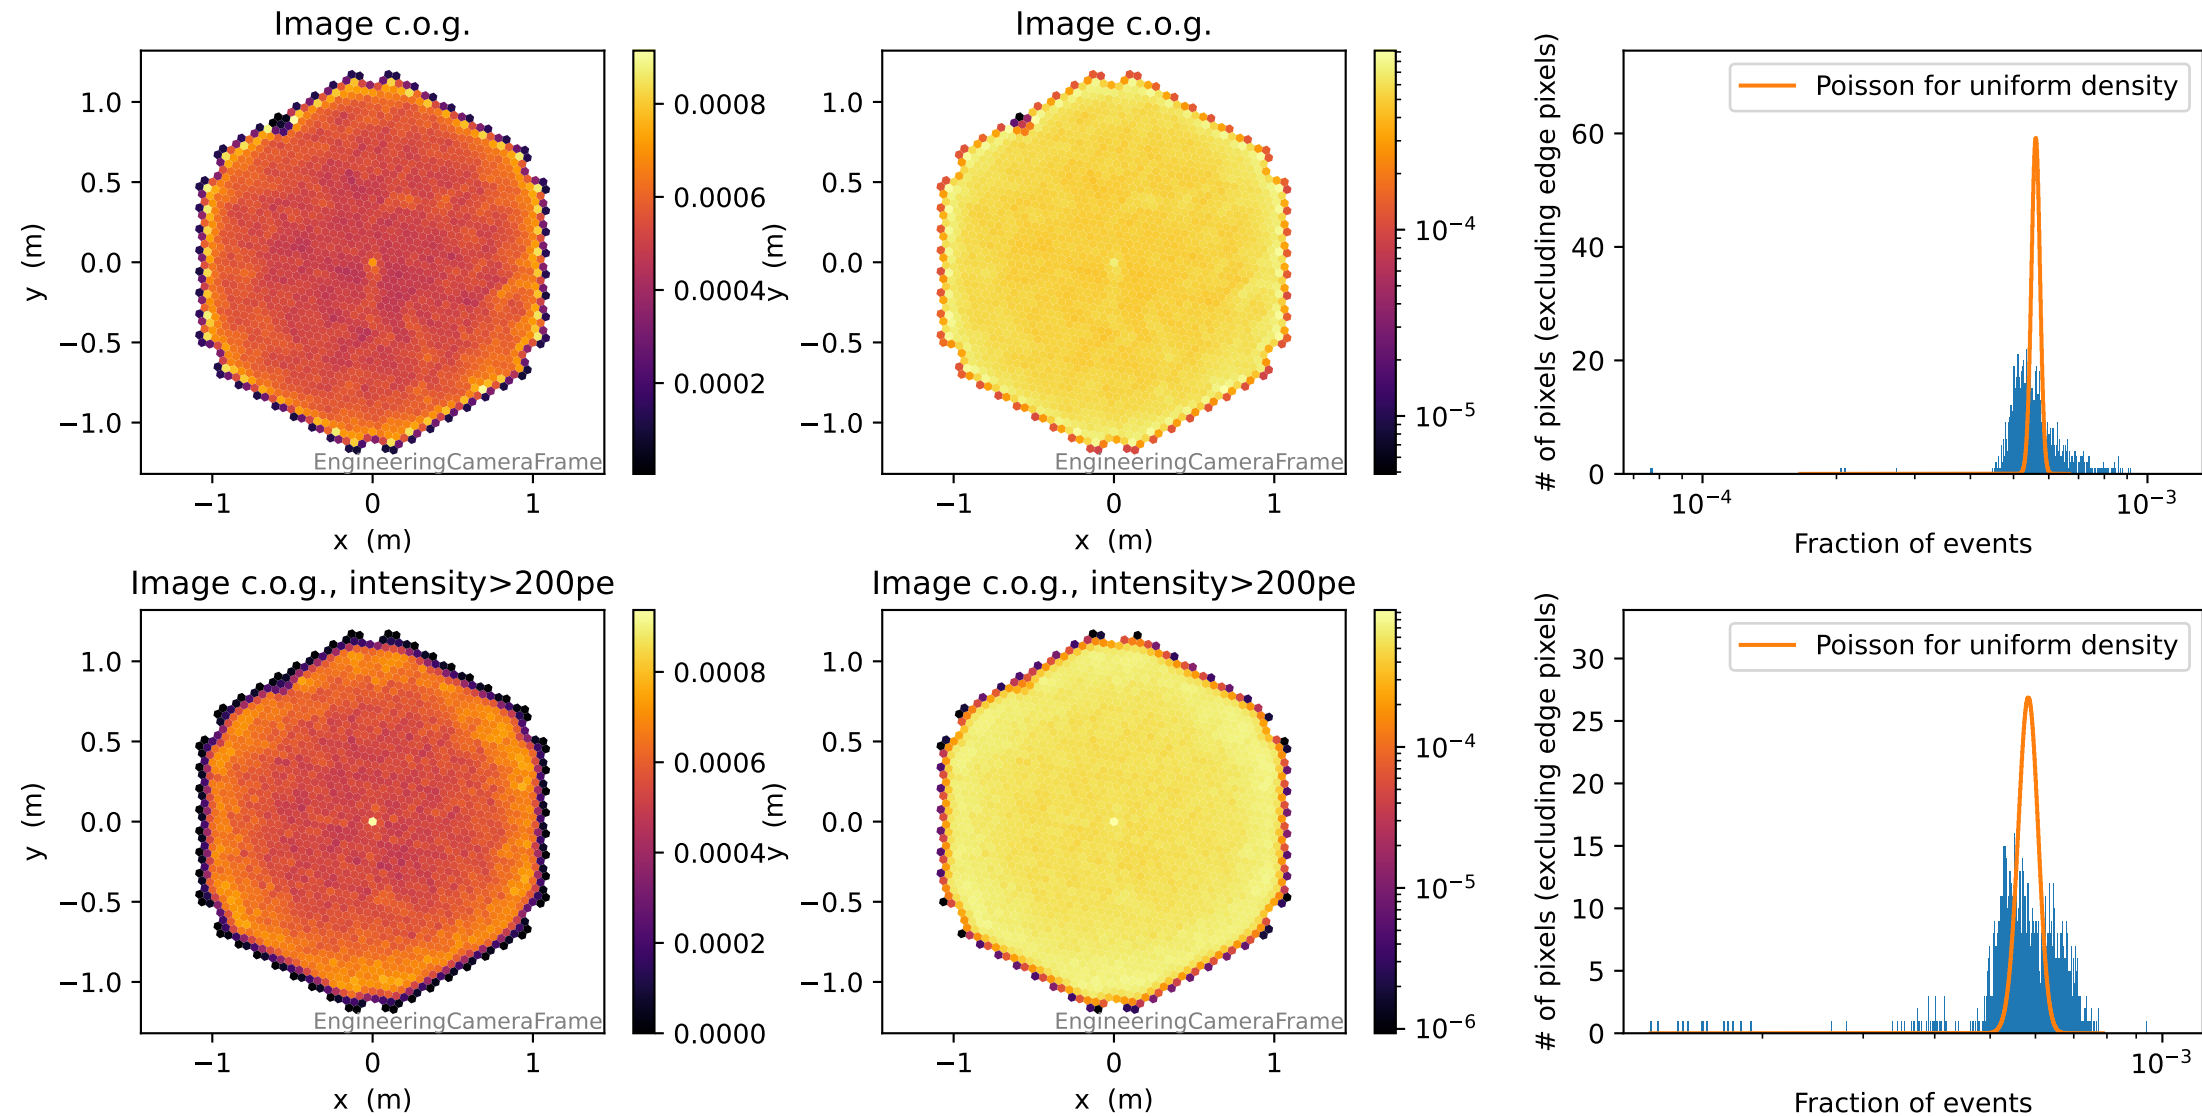 Image c.o.g.
y (m)
1.0
0.5
0.0
−0.5
−1.0
EngineeringCameraFrame
−1 0 1
x (m)
0.0008
0.0006
0.0004
0.0002
Image c.o.g.
y (m)
1.0
0.5
0.0
−0.5
−1.0
EngineeringCameraFrame
−1 0 1
x (m)
10⁻⁴
10⁻⁵
# of pixels (excluding edge pixels)
Poisson for uniform density
60
40
20
0
10⁻⁴ 10⁻³
Fraction of events
Image c.o.g., intensity>200pe
y (m)
1.0
0.5
0.0
−0.5
−1.0
EngineeringCameraFrame
−1 0 1
x (m)
0.0008
0.0006
0.0004
0.0002
0.0000
Image c.o.g., intensity>200pe
y (m)
1.0
0.5
0.0
−0.5
−1.0
EngineeringCameraFrame
−1 0 1
x (m)
10⁻⁴
10⁻⁵
10⁻⁶
# of pixels (excluding edge pixels)
Poisson for uniform density
30
25
20
15
10
5
0
10⁻³
Fraction of events